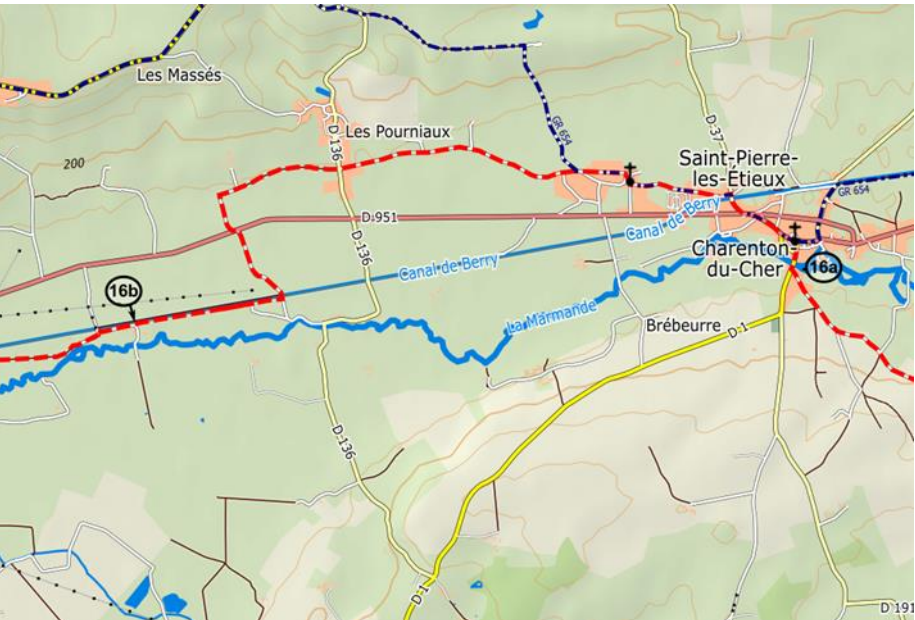 Les Massés
D 136
Les Pourniaux
200
GR 654
D 37
Saint-Pierre-
les-Étieux
GR 654
D 951
D 136
Canal de Berry
Canal de Berry
Charenton-
du-Cher
16a
16b
La Marmande
Brébeurre
D 1
D 136
D 1
D 191